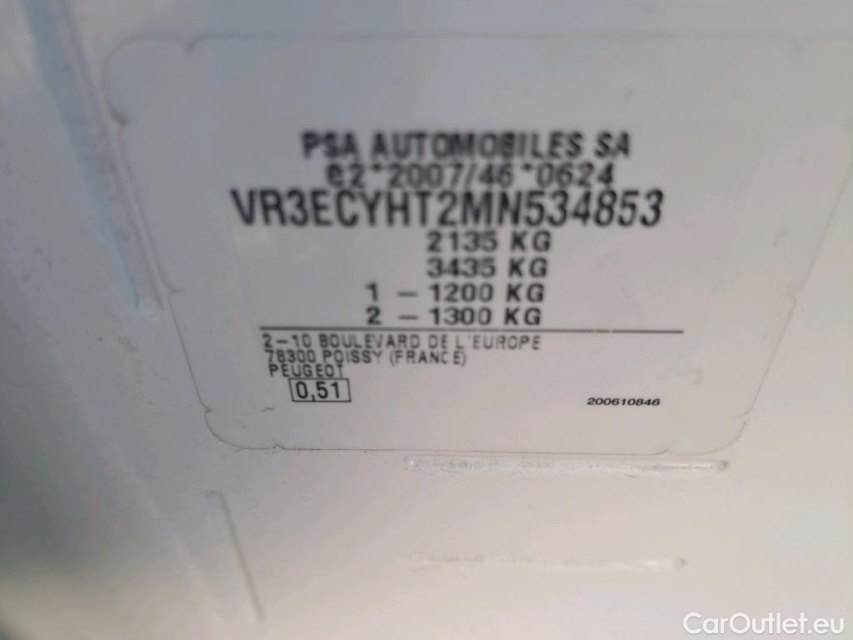 PSA AUTOMOBILES SA
e2*2007/46*0624
VR3ECYHT2MN534853
2135 KG
3435 KG
1 – 1200 KG
2 – 1300 KG
2–10 BOULEVARD DE L'EUROPE
78300 POISSY (FRANCE)
PEUGEOT
0,51
200610846
CarOutlet.eu